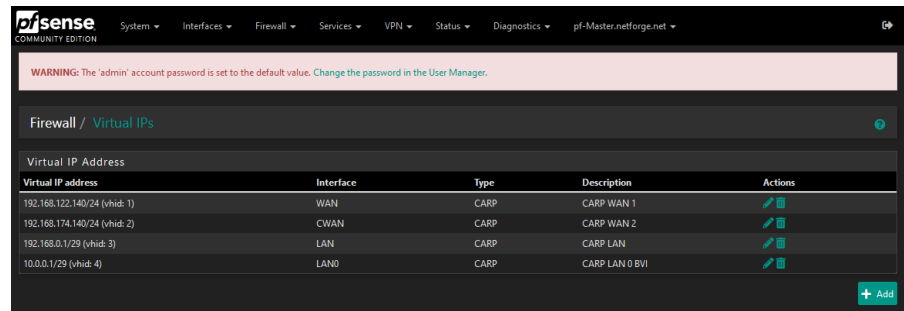 pfsense
COMMUNITY EDITION
System Interfaces Firewall Services VPN Status Diagnostics pf-Master.netforge.net
WARNING: The 'admin' account password is set to the default value. Change the password in the User Manager.
Firewall / Virtual IPs
Virtual IP Address
Virtual IP address Interface Type Description Actions
192.168.122.140/24 (vhid: 1) WAN CARP CARP WAN 1
192.168.174.140/24 (vhid: 2) CWAN CARP CARP WAN 2
192.168.0.1/29 (vhid: 3) LAN CARP CARP LAN
10.0.0.1/29 (vhid: 4) LAN0 CARP CARP LAN 0 BVI
+ Add